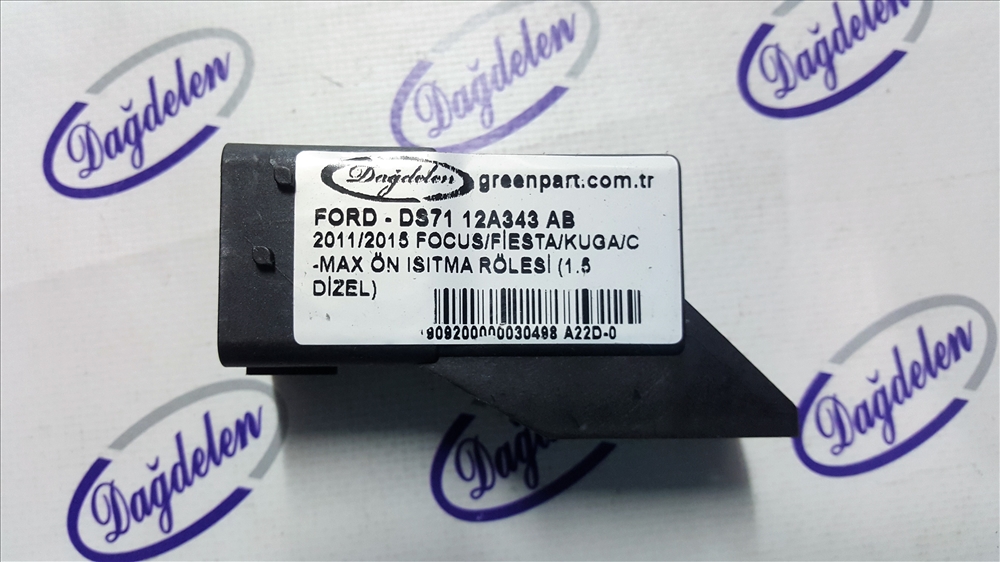 Dağdelen
Dağdelen
Dağdelen
Dağdelen greenpart.com.tr
FORD - DS71 12A343 AB
2011/2015 FOCUS/FİESTA/KUGA/C
-MAX ÖN ISITMA RÖLESİ (1.5
DİZEL)
909200000030498 A22D-0
Dağdelen
Dağdelen
Dağdelen